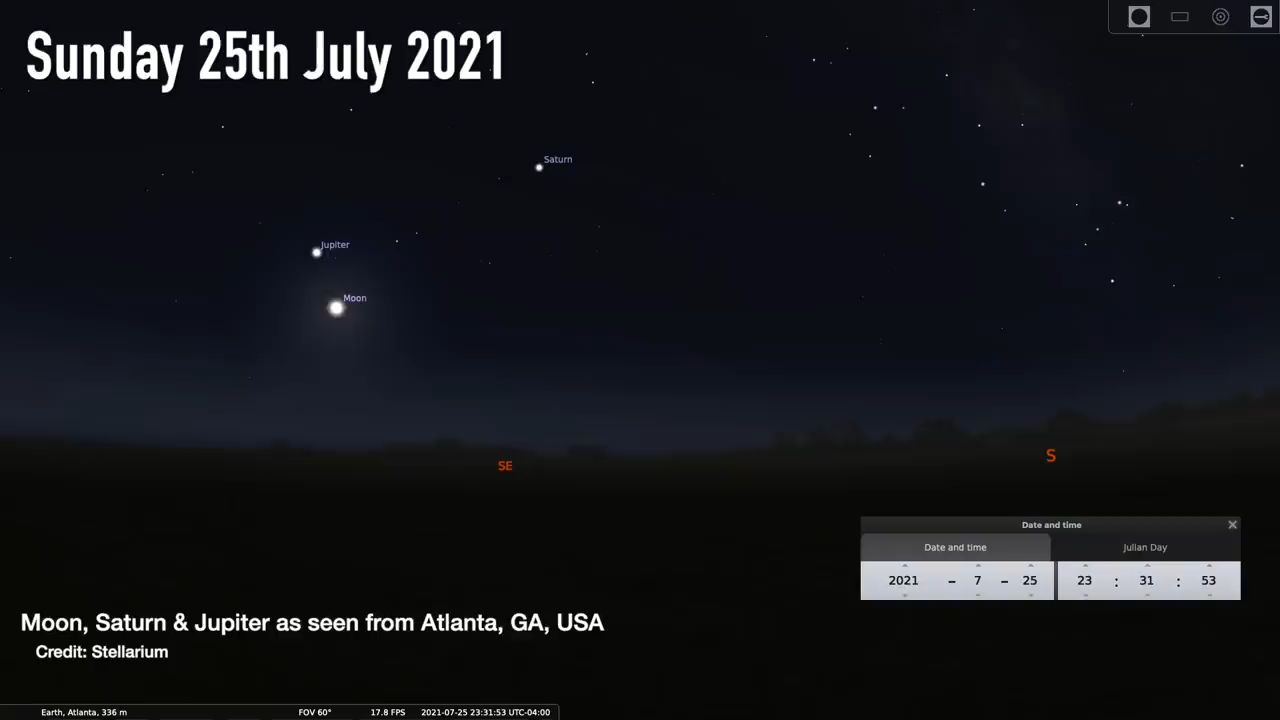 Sunday 25th July 2021
Saturn
Jupiter
Moon
SE
S
Date and time
Date and time
Julian Day
2021 – 7 – 25 23 : 31 : 53
Moon, Saturn & Jupiter as seen from Atlanta, GA, USA
Credit: Stellarium
Earth, Atlanta, 336 m FOV 60° 17.8 FPS 2021-07-25 23:31:53 UTC-04:00